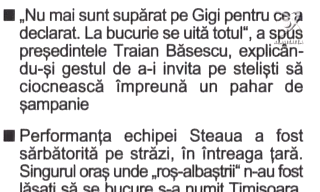 ■ „Nu mai sunt supărat pe Gigi pentru ce a
declarat. La bucurie se uită totul“, a spus
președintele Traian Băsescu, explicân-
du-și gestul de a-i invita pe steliști să
ciocnească împreună un pahar de
șampanie
■ Performanța echipei Steaua a fost
sărbătorită pe străzi, în întreaga țară.
Singurul oraș unde „roș-albaștrii“ n-au fost
lăsați să se bucure s-a numit Timișoara.